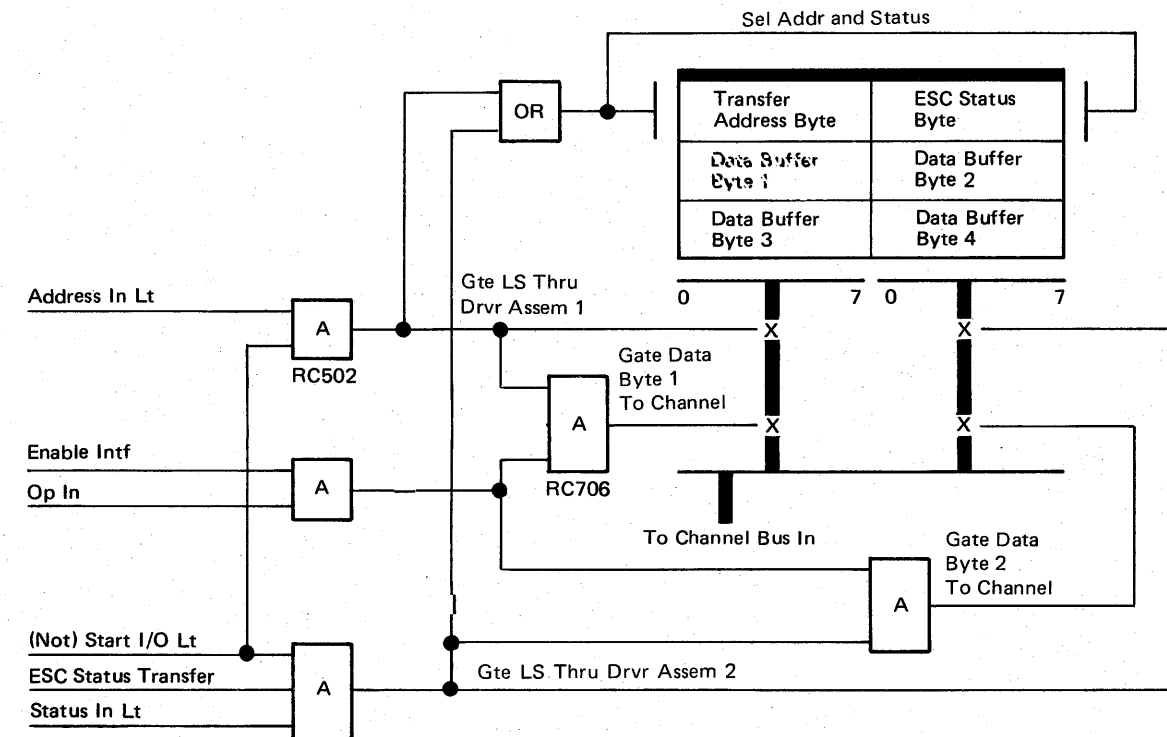 Sel Addr and Status
OR
Transfer
Address Byte
ESC Status
Byte
Data Buffer
Byte 1
Data Buffer
Byte 2
Data Buffer
Byte 3
Data Buffer
Byte 4
0
7
0
7
Gte LS Thru
Drvr Assem 1
Address In Lt
A
RC502
X
X
Gate Data
Byte 1
To Channel
A
X
X
RC706
Enable Intf
Op In
A
To Channel Bus In
Gate Data
Byte 2
To Channel
A
(Not) Start I/O Lt
ESC Status Transfer
Status In Lt
A
Gte LS Thru Drvr Assem 2